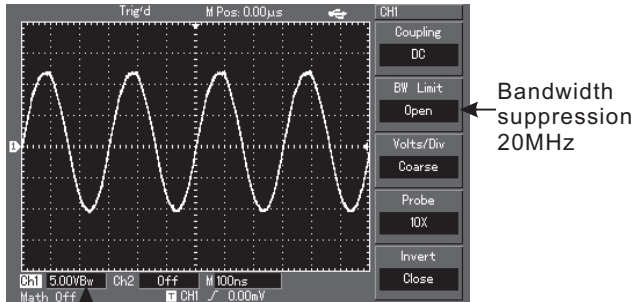 Trig'd M Pos: 0.00µs CH1
Coupling
DC
BW Limit
Open
Volts/Div
Coarse
Probe
10X
Invert
Close
Bandwidth
suppression
20MHz
1
Ch1 5.00VBw Ch2 Off M 100ns
Math Off T CH1 0.00mV